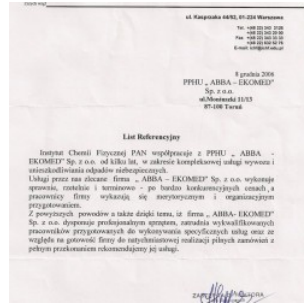 ul. Kasprzaka 44/52, 01-224 Warszawa
8 grudnia 2006
PPHU „ ABBA – EKOMED”
Sp. z o.o.
ul.Moniuszki 11/13
87-100 Toruń
List Referencyjny
Instytut Chemii Fizycznej PAN współpracuje z PPHU „ ABBA -
EKOMED” Sp. z o.o. od kilku lat, w zakresie kompleksowej usługi wywozu i
unieszkodliwiania odpadów niebezpiecznych.
Usługi przez nas zlecane firma „ ABBA – EKOMED” Sp. z o.o. wykonuje
sprawnie, rzetelnie i terminowo - po bardzo konkurencyjnych cenach , a
pracownicy firmy wykazują się merytorycznym i organizacyjnym
przygotowaniem.
Z powyższych powodów a także dzięki temu, iż firma „ ABBA- EKOMED”
Sp. z o.o. dysponuje profesjonalnym sprzętem, zatrudnia wykwalifikowanych
pracowników przygotowanych do wykonywania specyficznych usług oraz ze
względu na gotowość firmy do natychmiastowej realizacji pilnych zamówień z
pełnym przekonaniem rekomendujemy jej usługi.